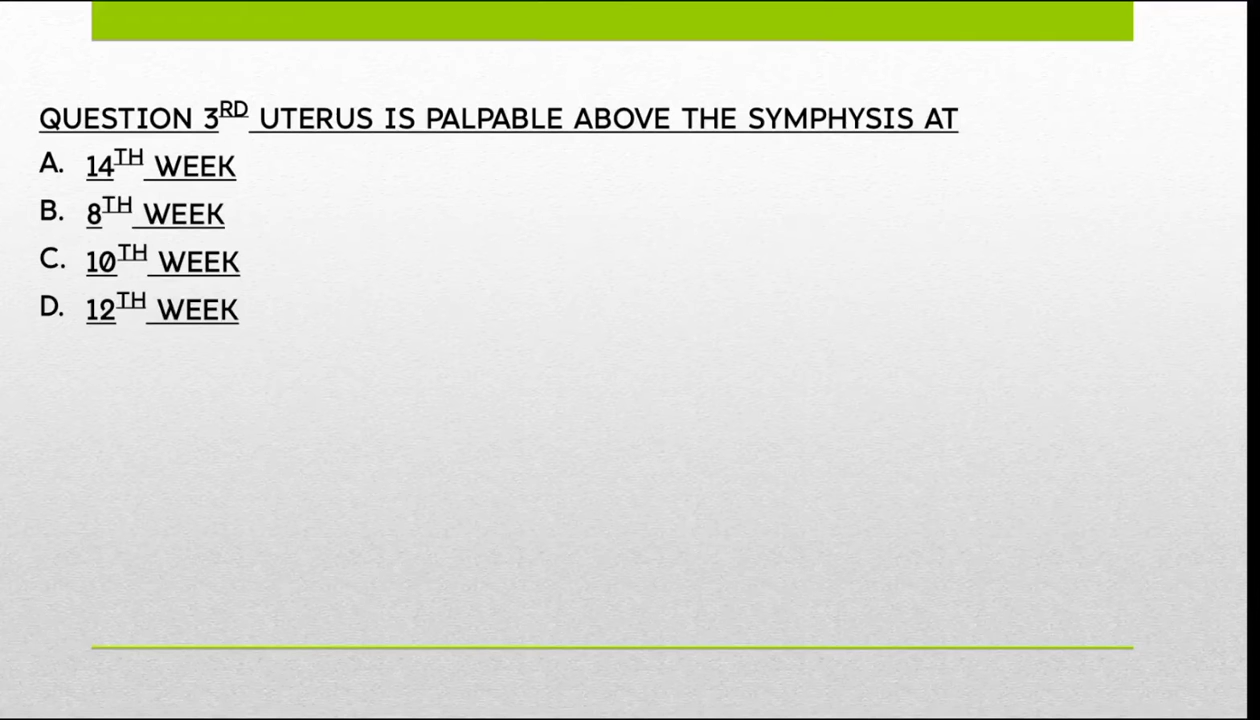 QUESTION 3RD UTERUS IS PALPABLE ABOVE THE SYMPHYSIS AT
A. 14TH WEEK
B. 8TH WEEK
C. 10TH WEEK
D. 12TH WEEK